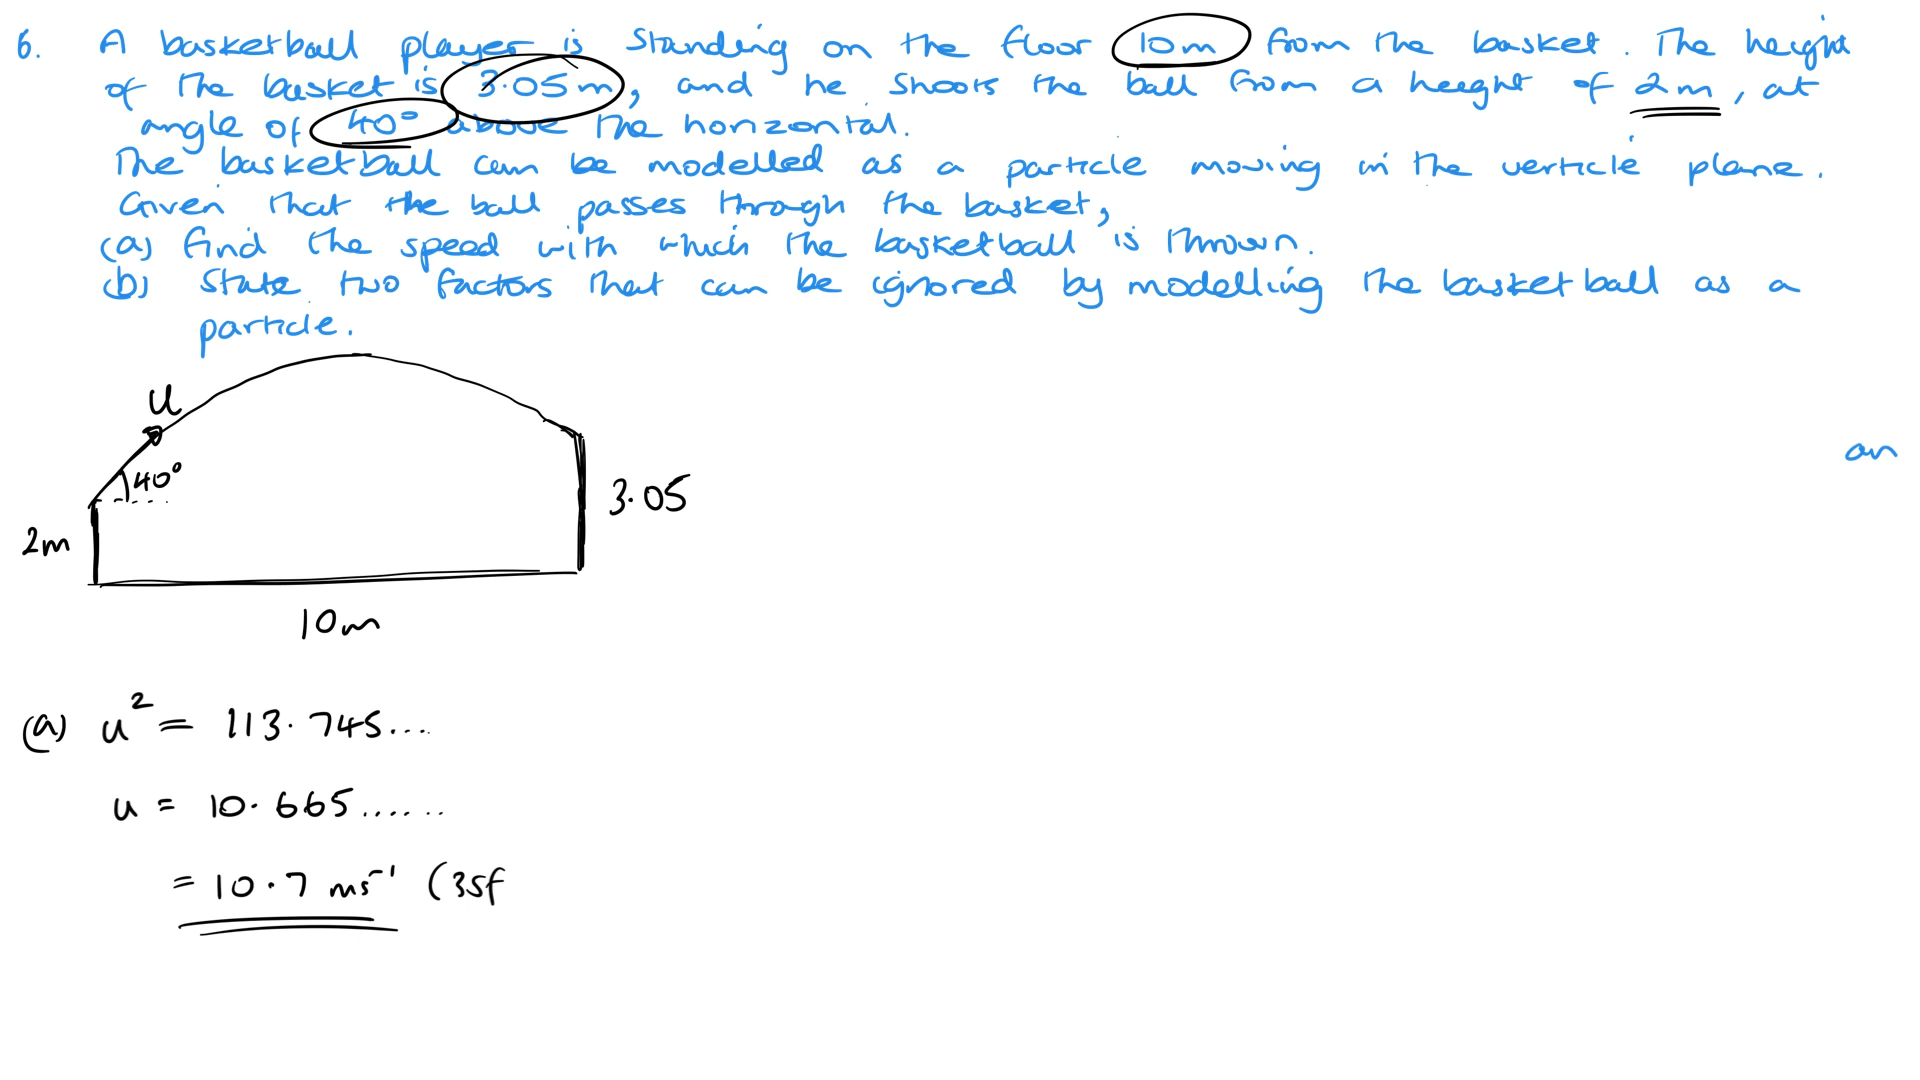 6. A basketball player is standing on the floor 10m from the basket. The height
of the basket is 3.05m, and he shoots the ball from a height of 2m, at
an
angle of 40° above the horizontal.
The basketball can be modelled as a particle moving in the verticle plane.
Given that the ball passes through the basket,
(a) find the speed with which the basketball is thrown.
(b) State two factors that can be ignored by modelling the basketball as a
particle.
u
40°
2m
3.05
10m
(a) u² = 113.745....
u = 10.665......
= 10.7 ms⁻¹ (3sf